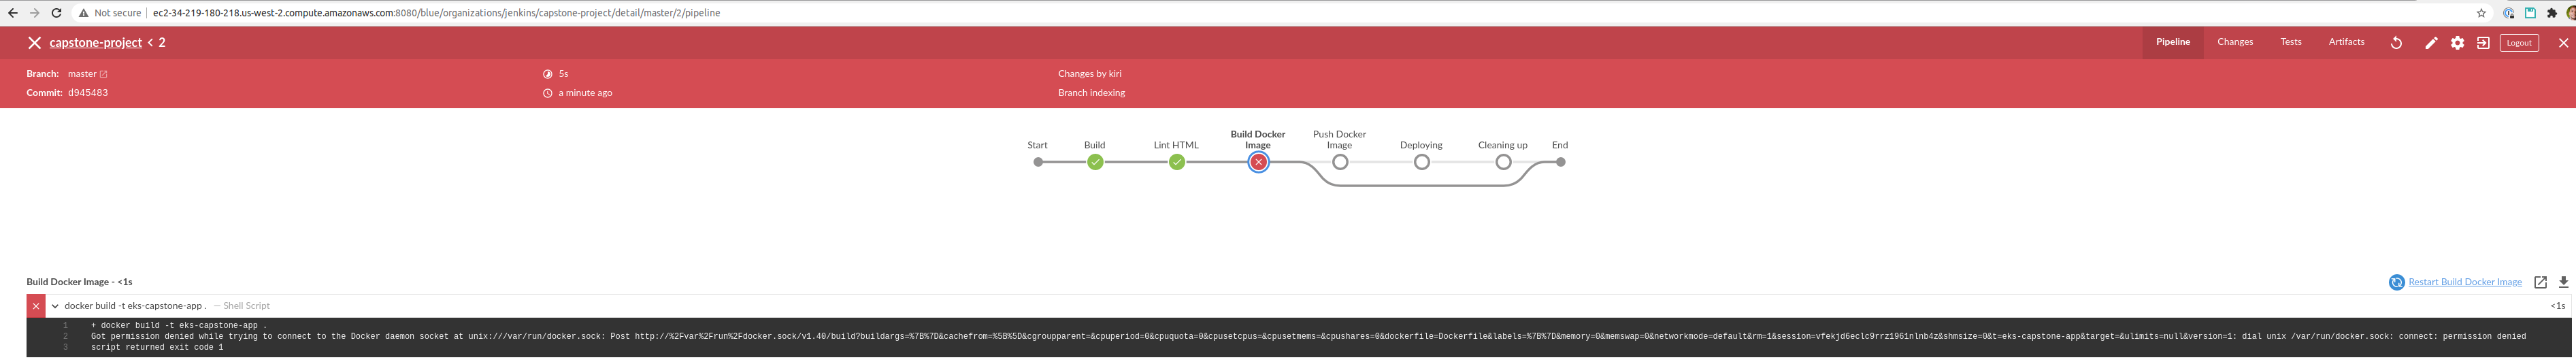 Not secure ec2-34-219-180-218.us-west-2.compute.amazonaws.com:8080/blue/organizations/jenkins/capstone-project/detail/master/2/pipeline
capstone-project < 2 Pipeline Changes Tests Artifacts Logout
Branch: master 5s Changes by kiri
Commit: d945483 a minute ago Branch indexing
Start Build Lint HTML Build Docker Image Push Docker Image Deploying Cleaning up End
Build Docker Image - <1s Restart Build Docker Image
docker build -t eks-capstone-app . — Shell Script <1s
1 + docker build -t eks-capstone-app .
2 Got permission denied while trying to connect to the Docker daemon socket at unix:///var/run/docker.sock: Post http://%2Fvar%2Frun%2Fdocker.sock/v1.40/build?buildargs=%7B%7D&cachefrom=%5B%5D&cgroupparent=&cpuperiod=0&cpuquota=0&cpusetcpus=&cpusetmems=&cpushares=0&dockerfile=Dockerfile&labels=%7B%7D&memory=0&memswap=0&networkmode=default&rm=1&session=vfekjd6eclc9rrz1961nlnb4z&shmsize=0&t=eks-capstone-app&target=&ulimits=null&version=1: dial unix /var/run/docker.sock: connect: permission denied
3 script returned exit code 1